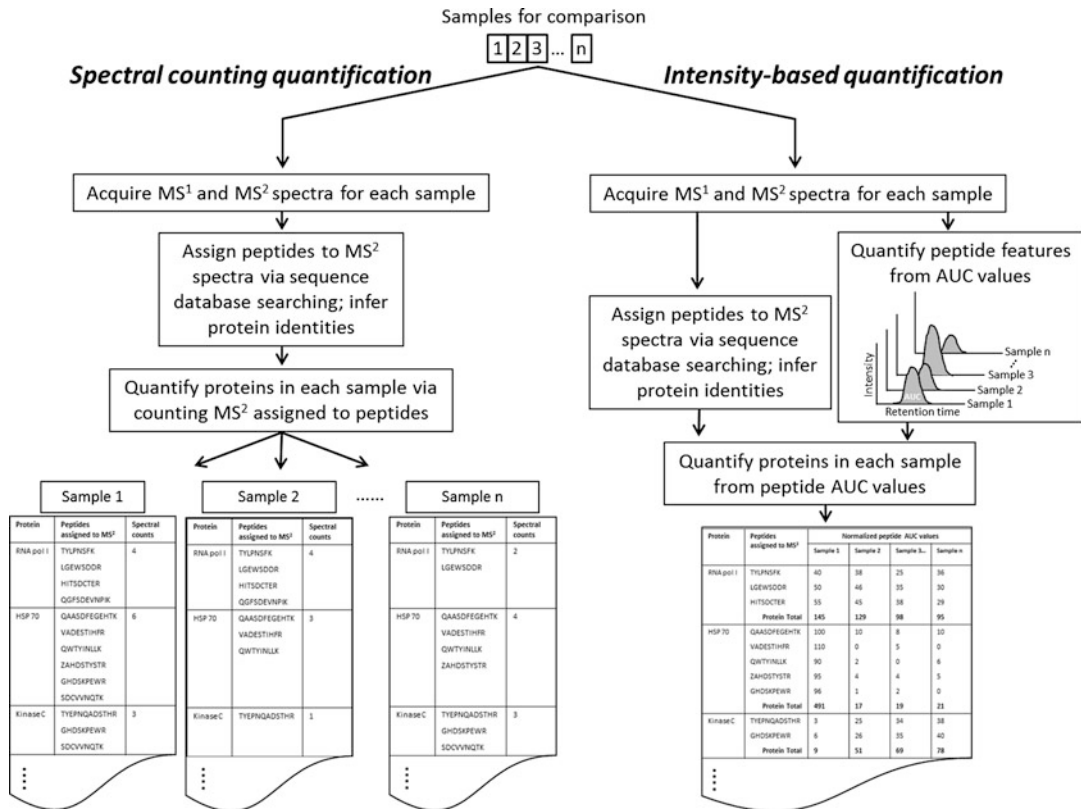 Samples for comparison
1 2 3 ... n
Spectral counting quantification
Intensity-based quantification
Acquire MS¹ and MS² spectra for each sample
Assign peptides to MS²
spectra via sequence
database searching; infer
protein identities
Quantify proteins in each sample via
counting MS² assigned to peptides
Sample 1
Protein Peptides assigned to MS² Spectral counts
RNA pol I TYLPNSFK 4
LGEWSDDR
HITSDCTER
QGFSDEVNPIK
HSP 70 QAASDFEGEHTK 6
VADESTIHFR
QWTYINLLK
ZAHDSTYSTR
GHDSKPEWR
SDCVVNQTK
Kinase C TYEPNQADSTHR 3
GHDSKPEWR
SDCVVNQTK
Sample 2
Protein Peptides assigned to MS² Spectral counts
RNA pol I TYLPNSFK 4
LGEWSDDR
HITSDCTER
QGFSDEVNPIK
HSP 70 QAASDFEGEHTK 3
VADESTIHFR
QWTYINLLK
Kinase C TYEPNQADSTHR 1
......
Sample n
Protein Peptides assigned to MS² Spectral counts
RNA pol I TYLPNSFK 2
LGEWSDDR
HSP 70 QAASDFEGEHTK 4
VADESTIHFR
QWTYINLLK
ZAHDSTYSTR
Kinase C TYEPNQADSTHR 3
GHDSKPEWR
SDCVVNQTK
Acquire MS¹ and MS² spectra for each sample
Assign peptides to MS²
spectra via sequence
database searching; infer
protein identities
Quantify peptide features
from AUC values
Intensity
AUC
Sample n
Sample 3
Sample 2
Sample 1
Retention time
Quantify proteins in each sample
from peptide AUC values
Protein Peptides assigned to MS² Normalized peptide AUC values
Sample 1 Sample 2 Sample 3... Sample n
RNA pol I TYLPNSFK 40 38 25 36
LGEWSDDR 50 46 35 30
HITSDCTER 55 45 38 29
Protein Total 145 129 98 95
HSP 70 QAASDFEGEHTK 100 10 8 10
VADESTIHFR 110 0 5 0
QWTYINLLK 90 2 0 6
ZAHDSTYSTR 95 4 4 5
GHDSKPEWR 96 1 2 0
Protein Total 491 17 19 21
Kinase C TYEPNQADSTHR 3 25 34 38
GHDSKPEWR 6 26 35 40
Protein Total 9 51 69 78